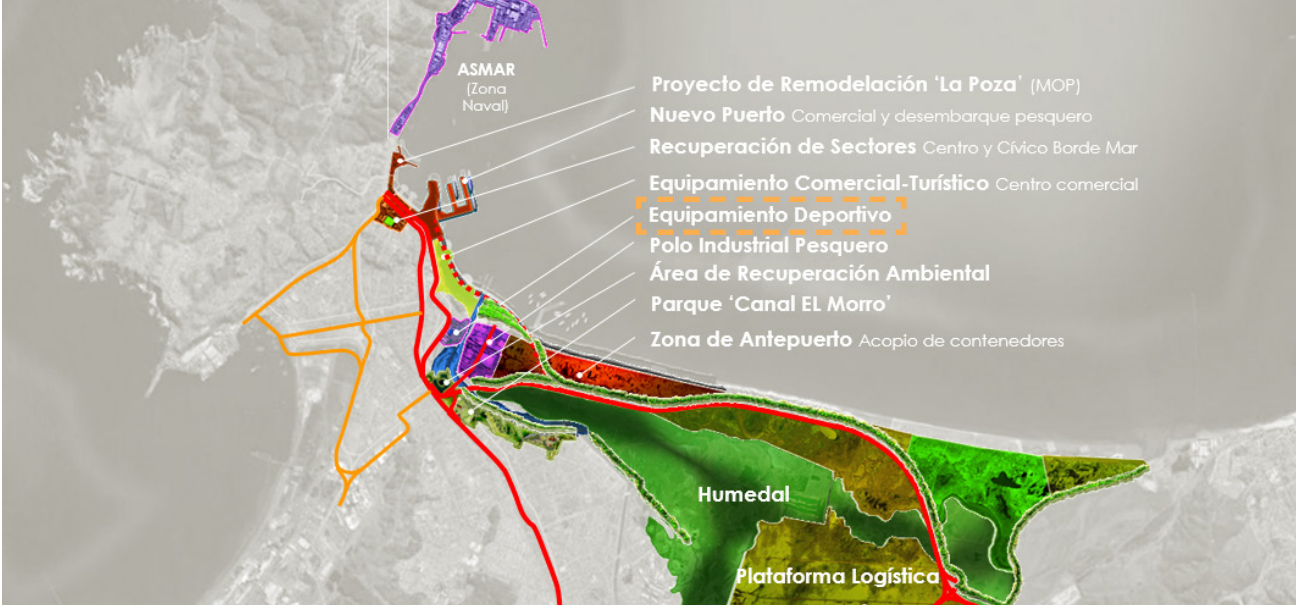 ASMAR
(Zona
Naval)
Proyecto de Remodelación ‘La Poza’ (MOP)
Nuevo Puerto Comercial y desembarque pesquero
Recuperación de Sectores Centro y Cívico Borde Mar
Equipamiento Comercial-Turístico Centro comercial
Equipamiento Deportivo
Polo Industrial Pesquero
Área de Recuperación Ambiental
Parque ‘Canal EL Morro’
Zona de Antepuerto Acopio de contenedores
Humedal
Plataforma Logística